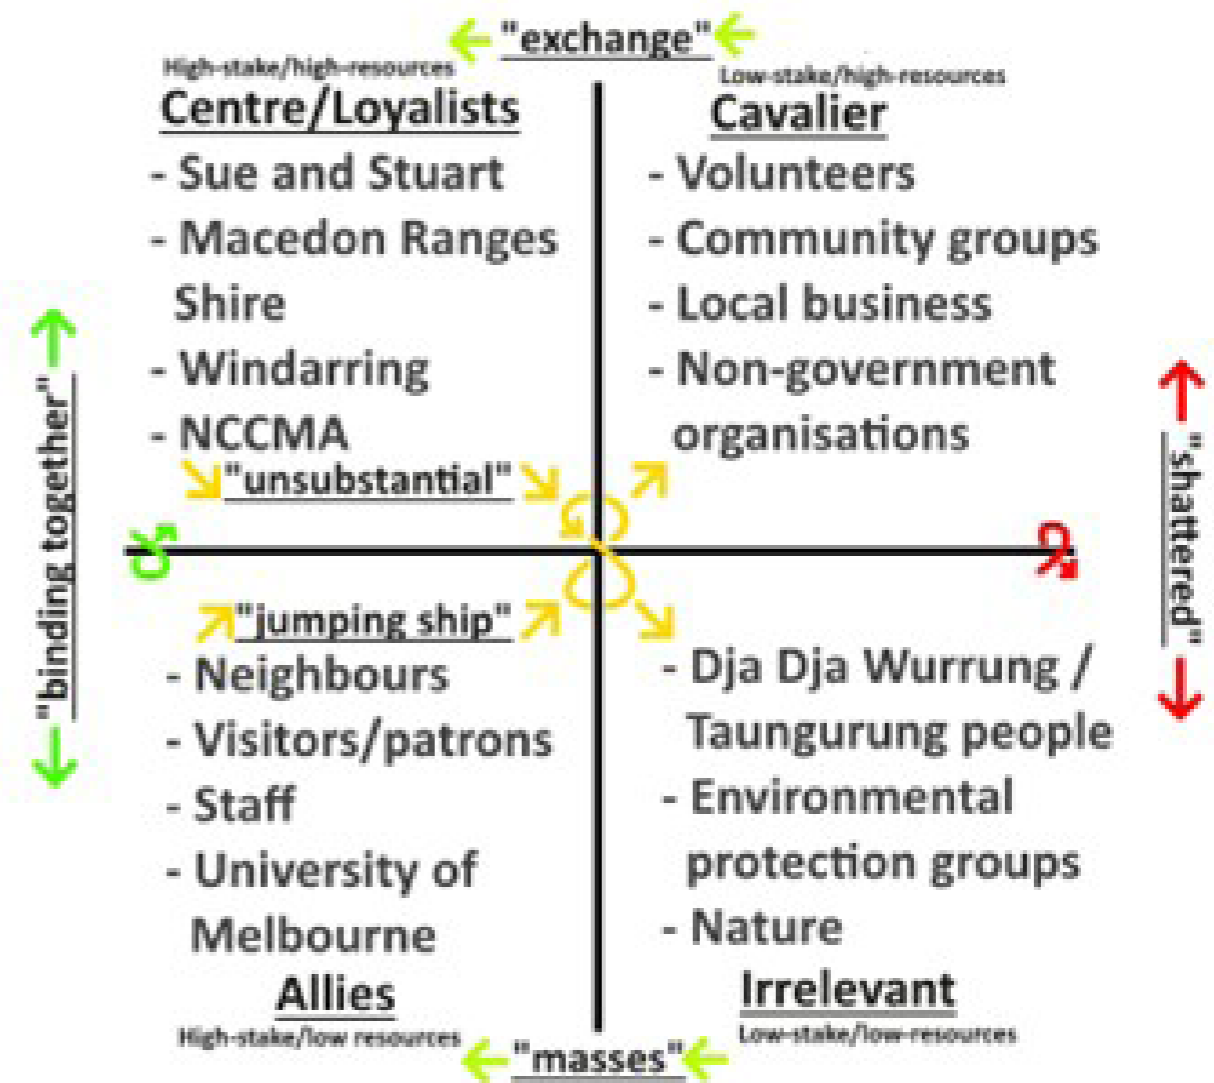 "exchange"
High-stake/high-resources
Centre/Loyalists
- Sue and Stuart
- Macedon Ranges
Shire
- Windarring
- NCCMA
"unsubstantial"
Low-stake/high-resources
Cavalier
- Volunteers
- Community groups
- Local business
- Non-government
organisations
"binding together"
"shattered"
"jumping ship"
- Neighbours
- Visitors/patrons
- Staff
- University of
Melbourne
Allies
High-stake/low resources
- Dja Dja Wurrung /
Taungurung people
- Environmental
protection groups
- Nature
Irrelevant
Low-stake/low-resources
"masses"